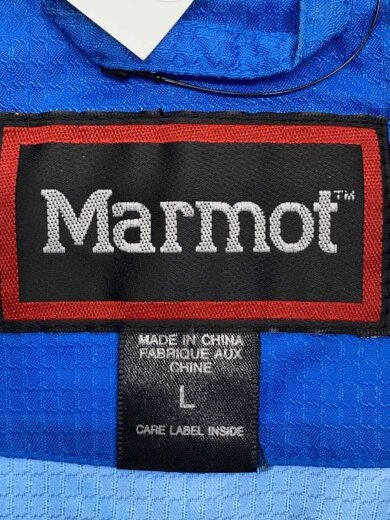 Marmot™
MADE IN CHINA
FABRIQUE AUX
CHINE
L
CARE LABEL INSIDE